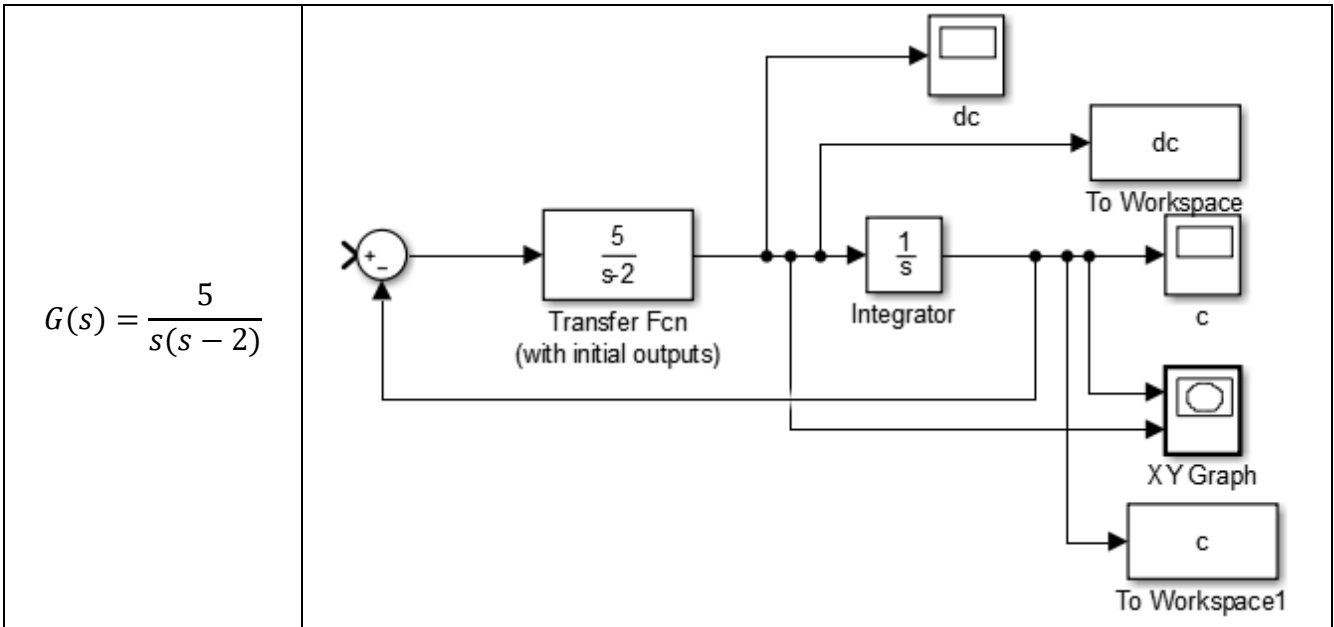 G(s) = 5 / s(s − 2)
dc
dc
To Workspace
+
−
5
s-2
Transfer Fcn
(with initial outputs)
1
s
Integrator
c
XY Graph
c
To Workspace1